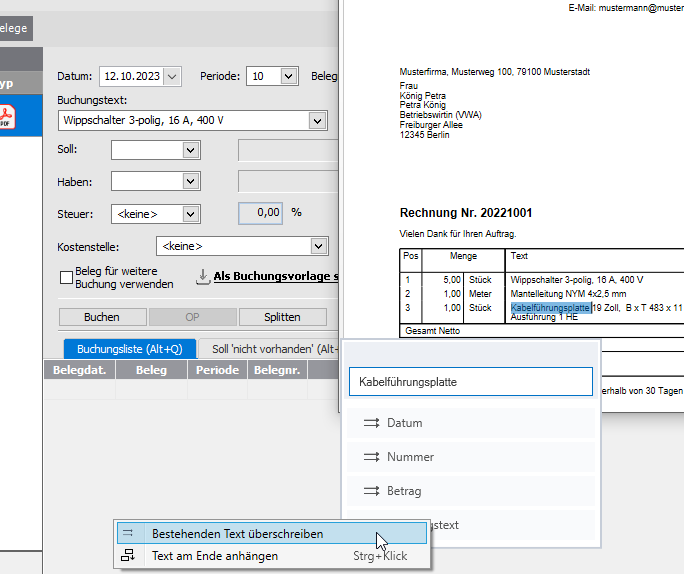 E-Mail: mustermann@muster
elege
yp
PDF
Datum: 12.10.2023 Periode: 10 Beleg
Buchungstext:
Wippschalter 3-polig, 16 A, 400 V
Soll:
Haben:
Steuer: <keine> 0,00 %
Kostenstelle: <keine>
Beleg für weitere
Buchung verwenden
Als Buchungsvorlage s
Buchen OP Splitten
Buchungsliste (Alt+Q) Soll 'nicht vorhanden' (Alt-
Belegdat. Beleg Periode Belegnr.
Musterfirma, Musterweg 100, 79100 Musterstadt
Frau
König Petra
Petra König
Betriebswirtin (VWA)
Freiburger Allee
12345 Berlin
Rechnung Nr. 20221001
Vielen Dank für Ihren Auftrag.
Pos Menge Text
1 5,00 Stück Wippschalter 3-polig, 16 A, 400 V
2 1,00 Meter Mantelleitung NYM 4x2,5 mm
3 1,00 Stück Kabelführungsplatte 19 Zoll, B x T 483 x 11
Ausführung 1 HE
Gesamt Netto
erhalb von 30 Tagen
Kabelführungsplatte
Datum
Nummer
Betrag
gstext
Bestehenden Text überschreiben
Text am Ende anhängen Strg+Klick